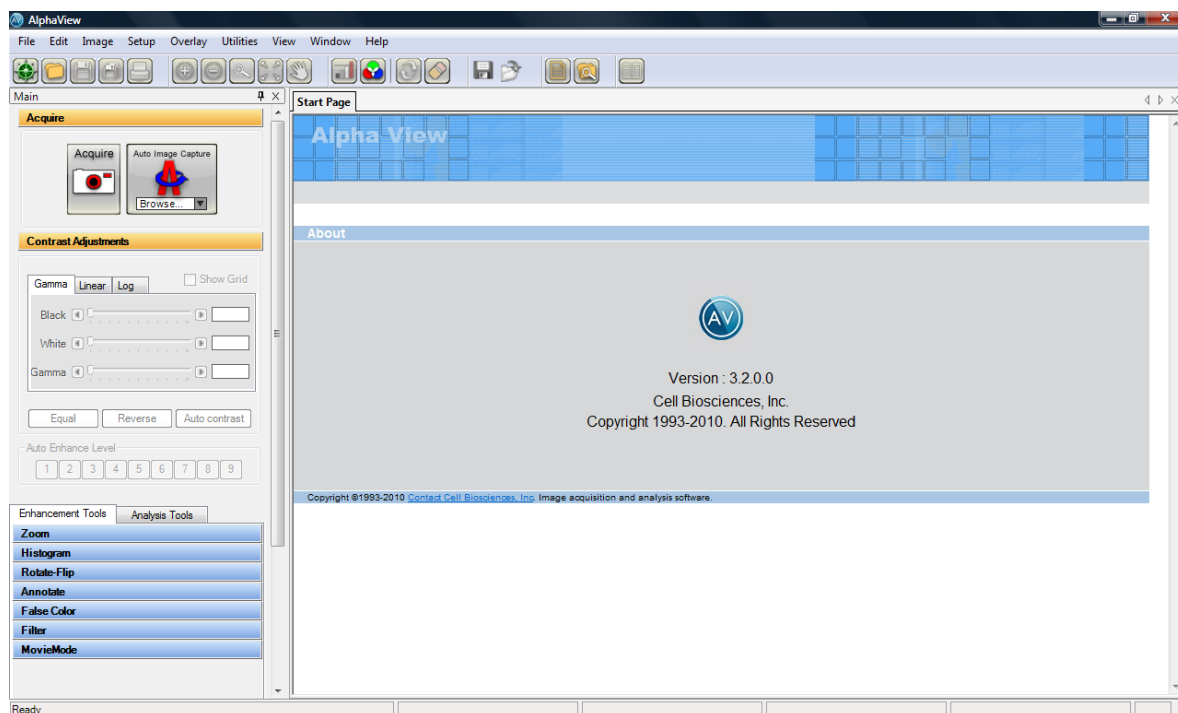 AlphaView
File Edit Image Setup Overlay Utilities View Window Help
Main
Acquire
Acquire
Auto Image Capture
Browse...
Contrast Adjustments
Gamma Linear Log Show Grid
Black
White
Gamma
Equal Reverse Auto contrast
Auto Enhance Level
1 2 3 4 5 6 7 8 9
Enhancement Tools Analysis Tools
Zoom
Histogram
Rotate-Flip
Annotate
False Color
Filter
MovieMode
Start Page
Alpha View
About
AV
Version : 3.2.0.0
Cell Biosciences, Inc.
Copyright 1993-2010. All Rights Reserved
Copyright ©1993-2010 Contact Cell Biosciences, Inc. Image acquisition and analysis software.
Ready